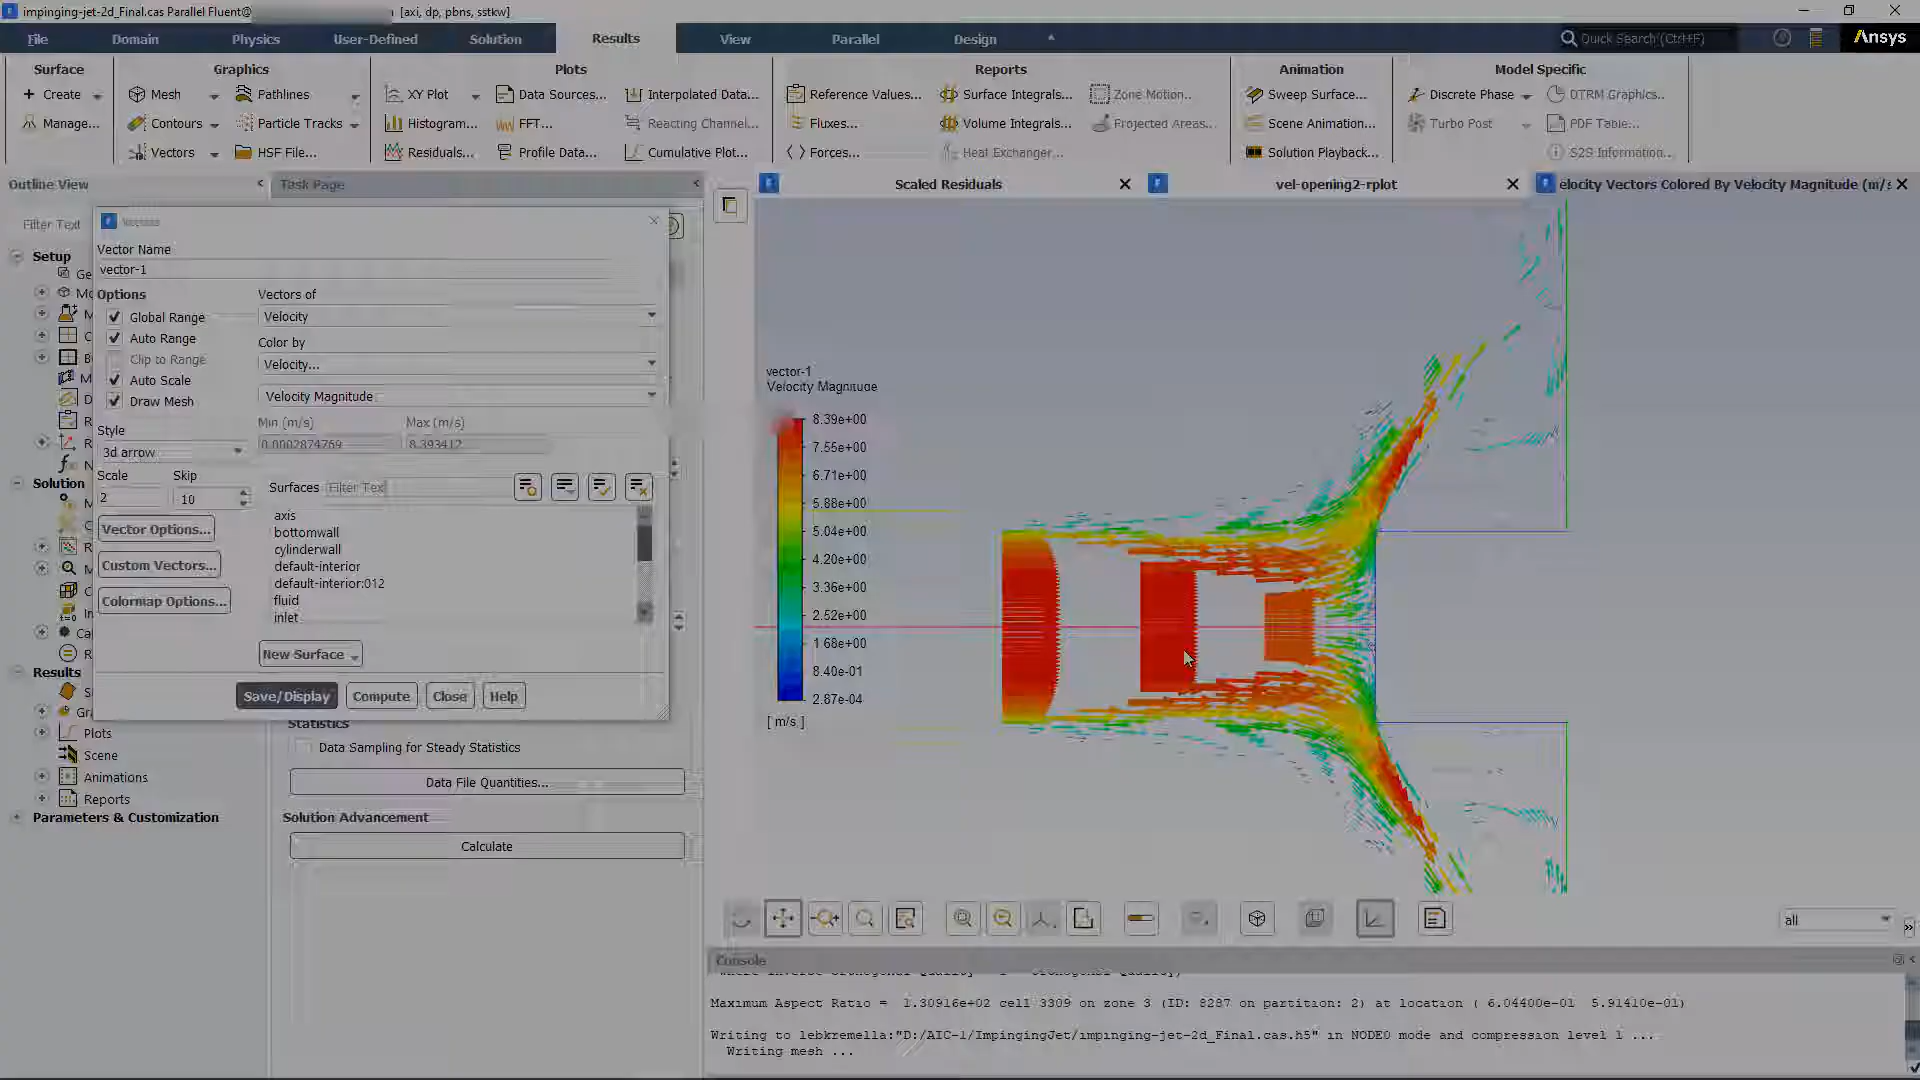 impinging-jet-2d_Final.cas Parallel Fluent@ [axi, dp, pbns, sstkw]
File Domain Physics User-Defined Solution Results View Parallel Design Quick Search (Ctrl+F) Ansys
Surface Graphics Plots Reports Animation Model Specific
Create Mesh Pathlines XY Plot Data Sources... Interpolated Data... Reference Values... Surface Integrals... Zone Motion... Sweep Surface... Discrete Phase DTRM Graphics...
Manage... Contours Particle Tracks Histogram... FFT... Reacting Channel... Fluxes... Volume Integrals... Projected Areas... Scene Animation... Turbo Post PDF Table...
Vectors HSF File... Residuals... Profile Data... Cumulative Plot... Forces... Heat Exchanger... Solution Playback... S2S Information...
Outline View Task Page Scaled Residuals vel-opening2-rplot elocity Vectors Colored By Velocity Magnitude (m/s
Filter Text
Setup
Ge
Mo
M
C
B
M
D
R
R
N
Solution
M
C
R
M
In
Ca
R
Results
S
Gr
Plots
Scene
Animations
Reports
Parameters & Customization
Vectors
Vector Name
vector-1
Options Vectors of
Global Range Velocity
Auto Range Color by
Clip to Range Velocity...
Auto Scale
Draw Mesh Velocity Magnitude
Style Min (m/s) Max (m/s)
3d arrow 0.0002874769 8.393412
Scale Skip Surfaces Filter Text
2 10
Vector Options...
Custom Vectors...
Colormap Options...
axis
bottomwall
cylinderwall
default-interior
default-interior:012
fluid
inlet
New Surface
Save/Display Compute Close Help
Statistics
Data Sampling for Steady Statistics
Data File Quantities...
Solution Advancement
Calculate
vector-1
Velocity Magnitude
8.39e+00
7.55e+00
6.71e+00
5.88e+00
5.04e+00
4.20e+00
3.36e+00
2.52e+00
1.68e+00
8.40e-01
2.87e-04
[ m/s ]
all
Console
Maximum Aspect Ratio = 1.30916e+02 cell 3309 on zone 3 (ID: 8287 on partition: 2) at location ( 6.04400e-01 5.91410e-01)
Writing to lebkremella:"D:/AIC-1/ImpingingJet/impinging-jet-2d_Final.cas.h5" in NODE0 mode and compression level 1 ...
Writing mesh ...